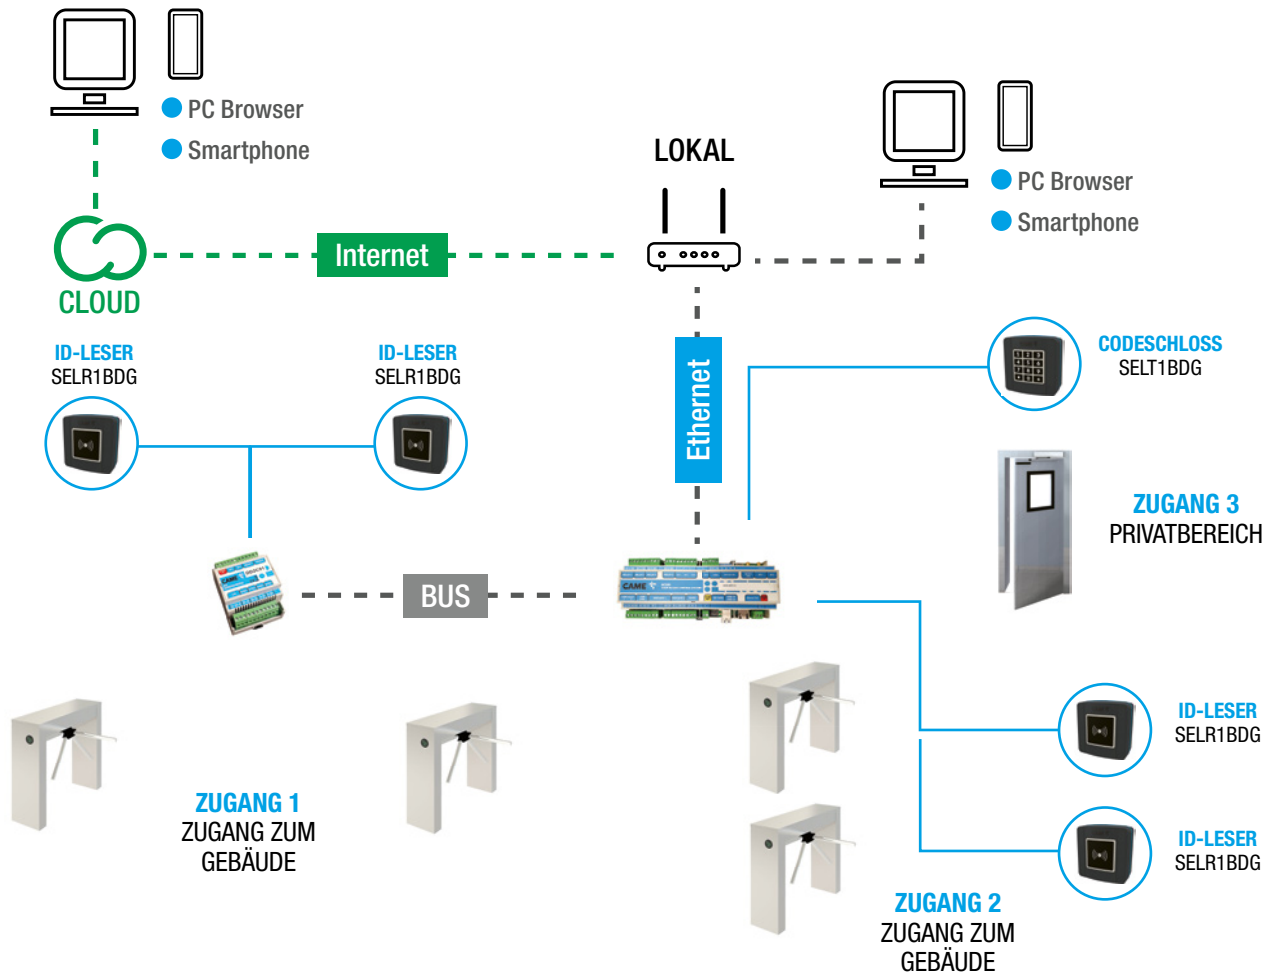 PC Browser
Smartphone
LOKAL
PC Browser
Smartphone
Internet
CLOUD
ID-LESER
SELR1BDG
ID-LESER
SELR1BDG
Ethernet
CODESCHLOSS
SELT1BDG
ZUGANG 3
PRIVATBEREICH
CAME
BUS
CAME
ID-LESER
SELR1BDG
ZUGANG 1
ZUGANG ZUM
GEBÄUDE
ID-LESER
SELR1BDG
ZUGANG 2
ZUGANG ZUM
GEBÄUDE